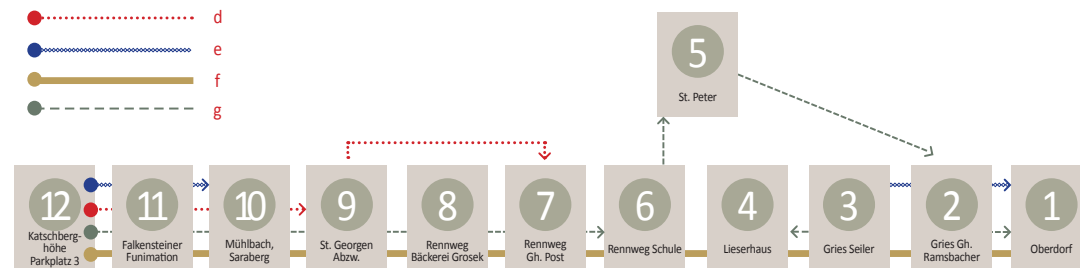 d
e
f
g
5
St. Peter
12
Katschberg-
höhe
Parkplatz 3
11
Falkensteiner
Funimation
10
Mühlbach,
Saraberg
9
St. Georgen
Abzw.
8
Rennweg
Bäckerei Grosek
7
Rennweg
Gh. Post
6
Rennweg Schule
4
Lieserhaus
3
Gries Seiler
2
Gries Gh.
Ramsbacher
1
Oberdorf